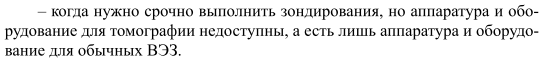 – когда нужно срочно выполнить зондирования, но аппаратура и обо-
рудование для томографии недоступны, а есть лишь аппаратура и оборудо-
вание для обычных ВЭЗ.